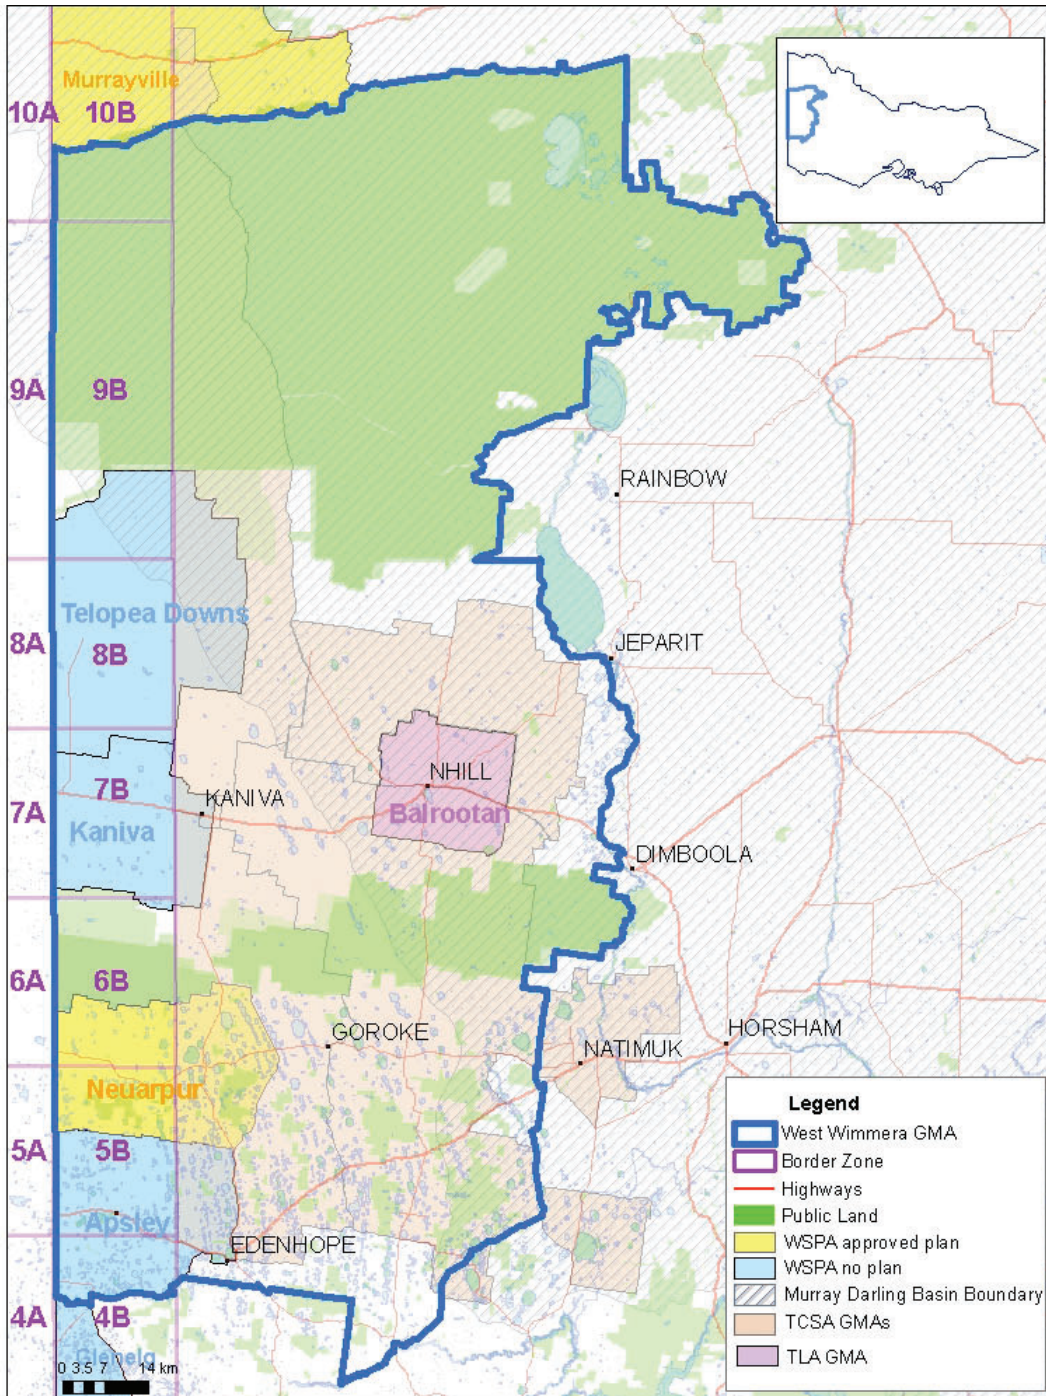 Murrayville
10A 10B
9A 9B
RAINBOW
Telopea Downs
JEPARIT
8A 8B
7B
NHILL
KANIVA
7A
Balrootan
Kaniva
DIMBOOLA
6A 6B
GOROKE
HORSHAM
NATIMUK
Neuarpur
5A 5B
Apsley
EDENHOPE
4A 4B
Glenelg
0 3.5 7 14 km
Legend
West Wimmera GMA
Border Zone
Highways
Public Land
WSPA approved plan
WSPA no plan
Murray Darling Basin Boundary
TCSA GMAs
TLA GMA